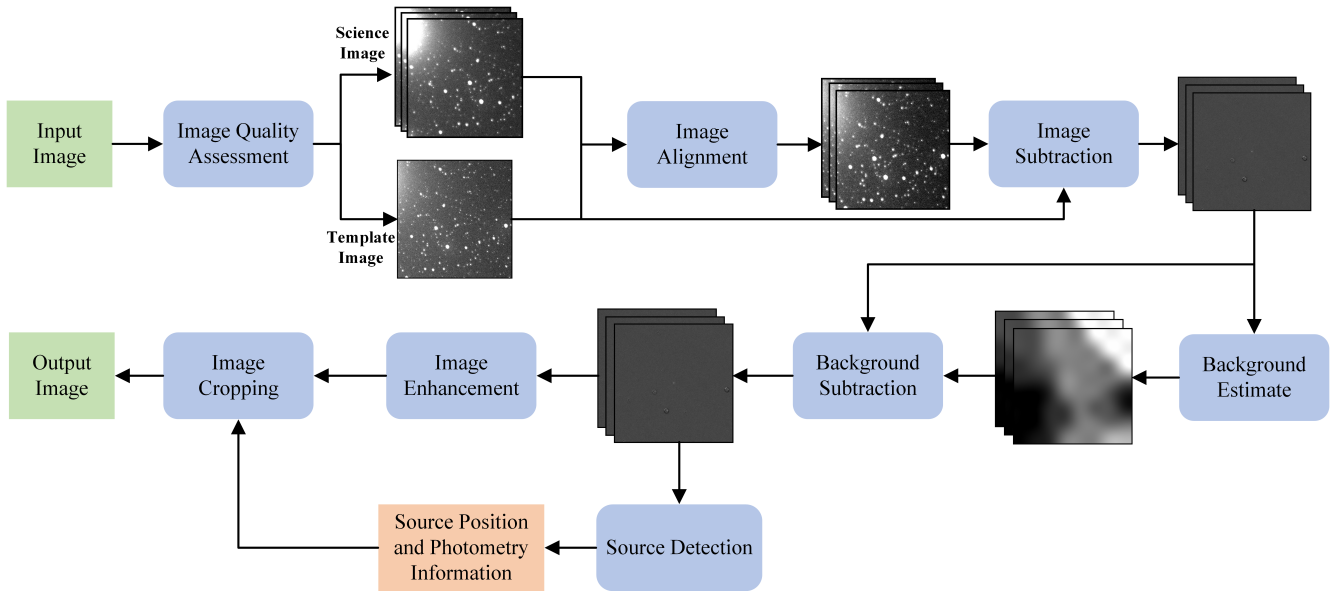 Science
Image
Input
Image
Image Quality
Assessment
Image
Alignment
Image
Subtraction
Template
Image
Output
Image
Image
Cropping
Image
Enhancement
Background
Subtraction
Background
Estimate
Source Position
and Photometry
Information
Source Detection